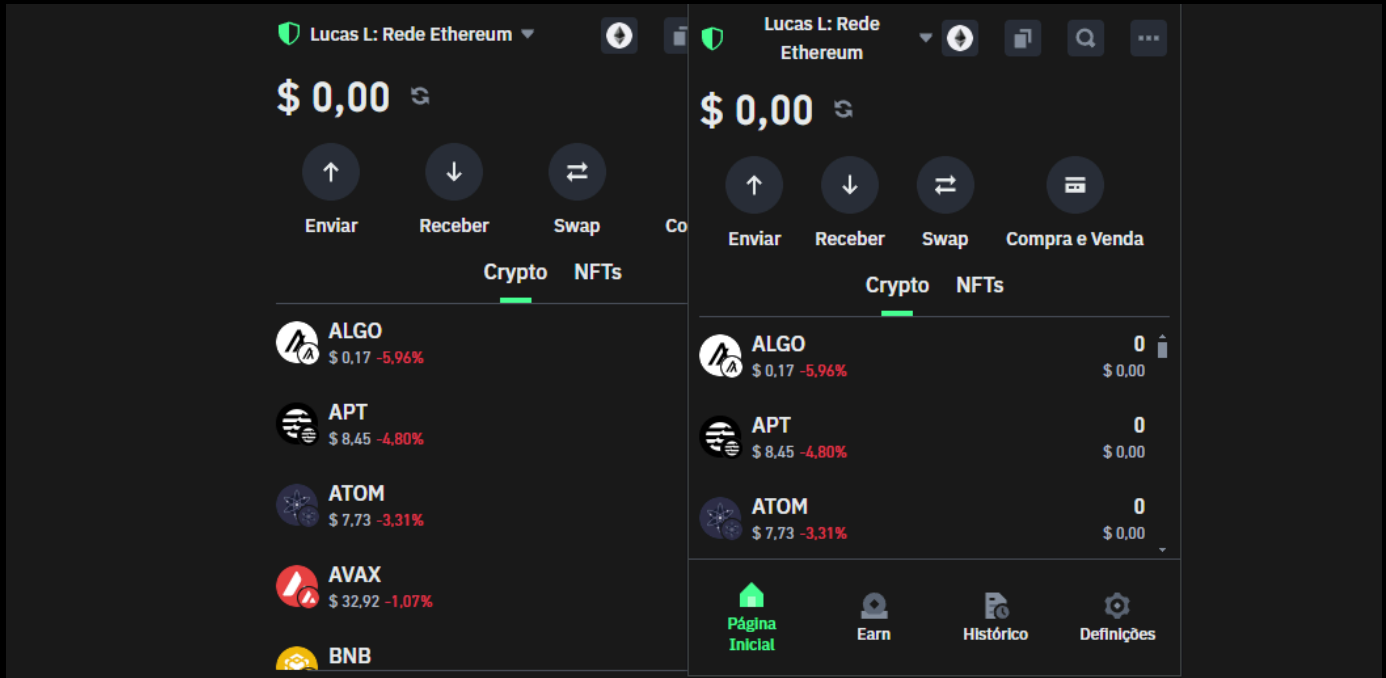 Lucas L: Rede Ethereum
$ 0,00
Enviar
Receber
Swap
Co
Crypto
NFTs
ALGO
$ 0,17 -5,96%
APT
$ 8,45 -4,80%
ATOM
$ 7,73 -3,31%
AVAX
$ 32,92 -1,07%
BNB
Lucas L: Rede
Ethereum
$ 0,00
Enviar
Receber
Swap
Compra e Venda
Crypto
NFTs
ALGO
0
$ 0,17 -5,96%
$ 0,00
APT
0
$ 8,45 -4,80%
$ 0,00
ATOM
0
$ 7,73 -3,31%
$ 0,00
Página
Inicial
Earn
Histórico
Definições